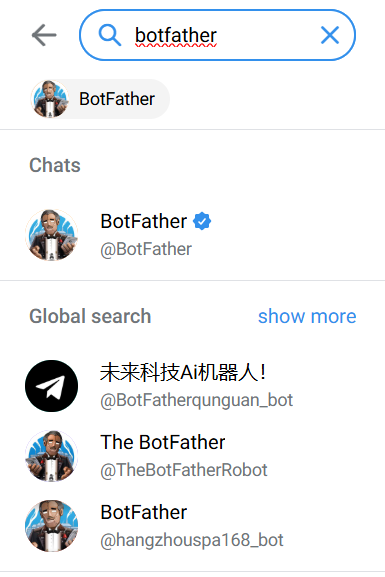 botfather
BotFather
Chats
BotFather
@BotFather
Global search show more
未来科技Ai机器人!
@BotFatherqunguan_bot
The BotFather
@TheBotFatherRobot
BotFather
@hangzhouspa168_bot